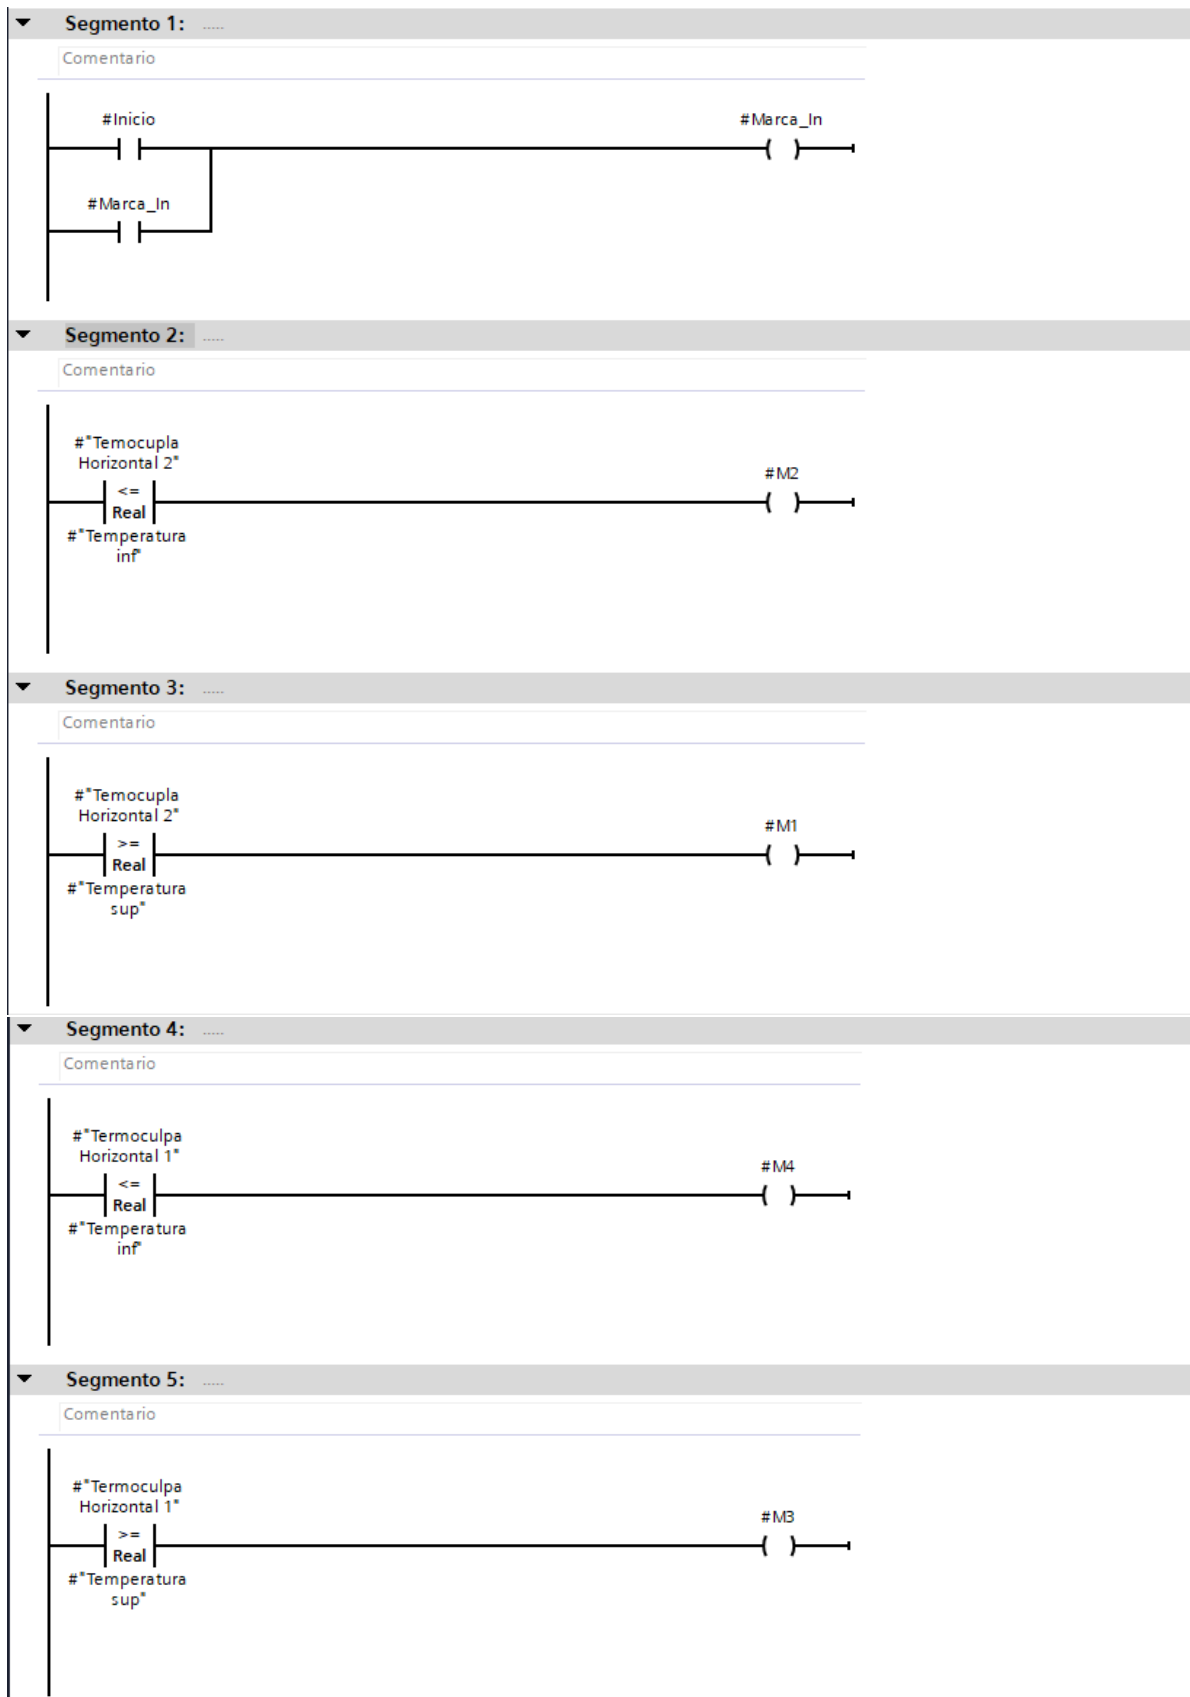 Segmento 1: .....
Comentario
#Inicio
#Marca_In
#Marca_In
Segmento 2: .....
Comentario
#"Temocupla
Horizontal 2"
#M2
<=
Real
#"Temperatura
inf"
Segmento 3: .....
Comentario
#"Temocupla
Horizontal 2"
#M1
>=
Real
#"Temperatura
sup"
Segmento 4: .....
Comentario
#"Termoculpa
Horizontal 1"
#M4
<=
Real
#"Temperatura
inf"
Segmento 5: .....
Comentario
#"Termoculpa
Horizontal 1"
#M3
>=
Real
#"Temperatura
sup"